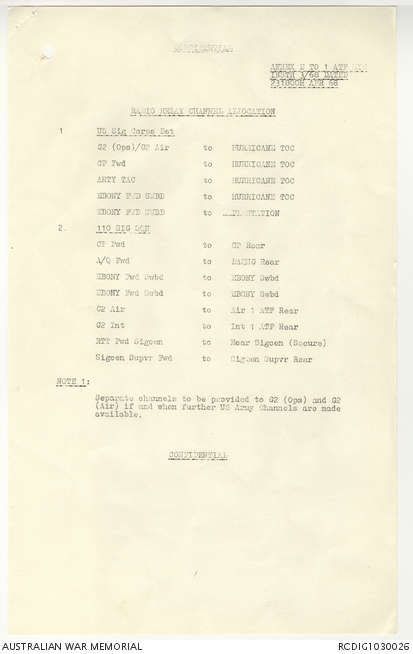 CONFIDENTIAL
ANNEX E TO 1 ATF
INSTR 1/68 DATED
231800H APR 68
RADIO RELAY CHANNEL ALLOCATION
1 US Sig Corps Det
G2 (Ops)/G2 Air to HURRICANE TOC
CP Fwd to HURRICANE TOC
ARTY TAC to HURRICANE TOC
EBONY Fwd SWBD to HURRICANE TOC
EBONY Fwd SWBD to PLANTATION
2. 110 SIG SQN
CP Fwd to CP Rear
A/Q Fwd to Rear
EBONY Fwd Swbd to EBONY Swbd
EBONY Fwd Swbd to EBONY Swbd
G2 Air to Air 1 ATF Rear
G2 Int to Int 1 ATF Rear
RTT Fwd Sigcen to Rear Sigcen (Secure)
Sigcen Supvr Fwd to Sigcen Supvr Rear
NOTE 1:
Separate channels to be provided to G2 (Ops) and G2
(Air) if and when further US Army Channels are made
available.
CONFIDENTIAL
AUSTRALIAN WAR MEMORIAL RCDIG1030026